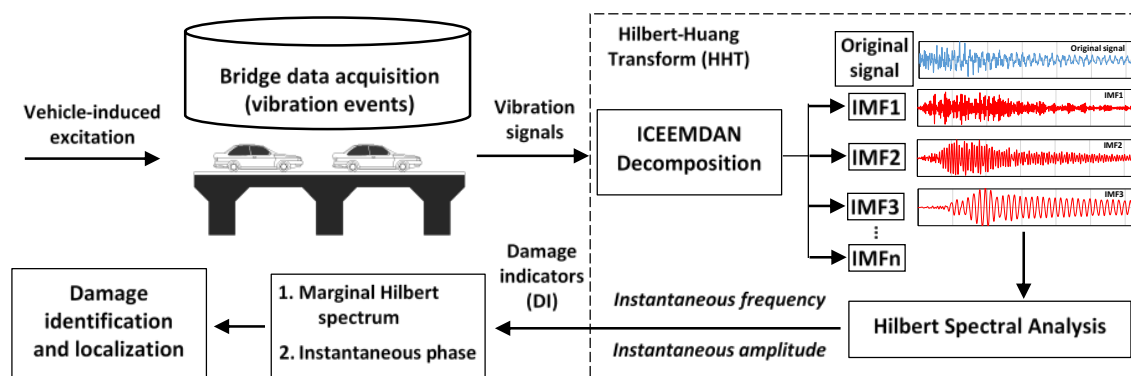 Vehicle-induced
excitation
Bridge data acquisition
(vibration events)
Vibration
signals
Hilbert-Huang
Transform (HHT)
ICEEMDAN
Decomposition
Original
signal
IMF1
IMF2
IMF3
IMFn
Original signal
IMF1
IMF2
IMF3
Hilbert Spectral Analysis
Instantaneous frequency
Instantaneous amplitude
Damage
indicators
(DI)
1. Marginal Hilbert
spectrum
2. Instantaneous phase
Damage
identification
and localization